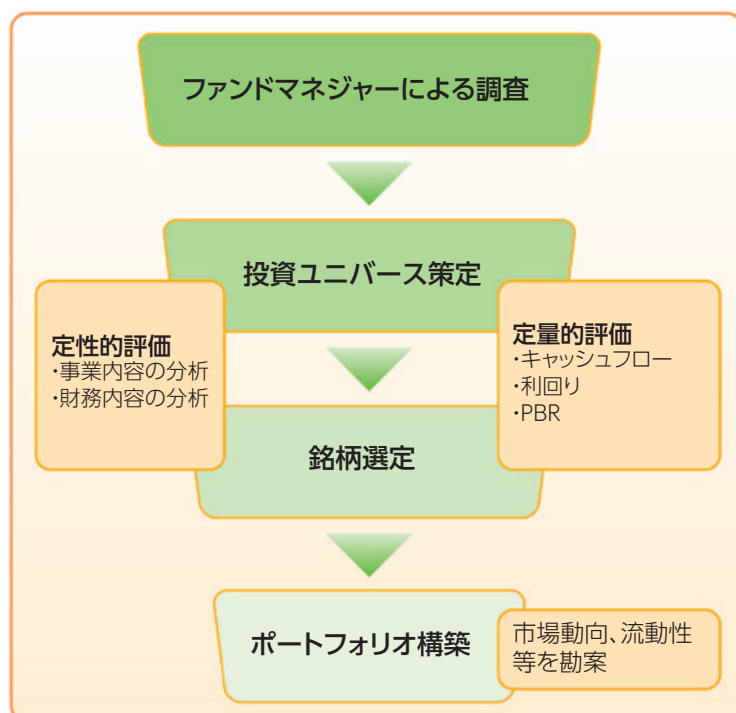 ファンドマネジャーによる調査
投資ユニバース策定
定性的評価
・事業内容の分析
・財務内容の分析
定量的評価
・キャッシュフロー
・利回り
・PBR
銘柄選定
ポートフォリオ構築
市場動向、流動性
等を勘案